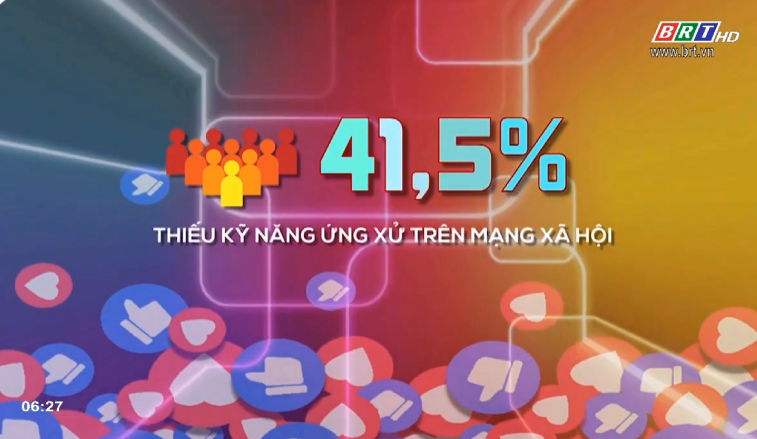 BRT HD
www.brt.vn
41,5%
THIẾU KỸ NĂNG ỨNG XỬ TRÊN MẠNG XÃ HỘI
06:27